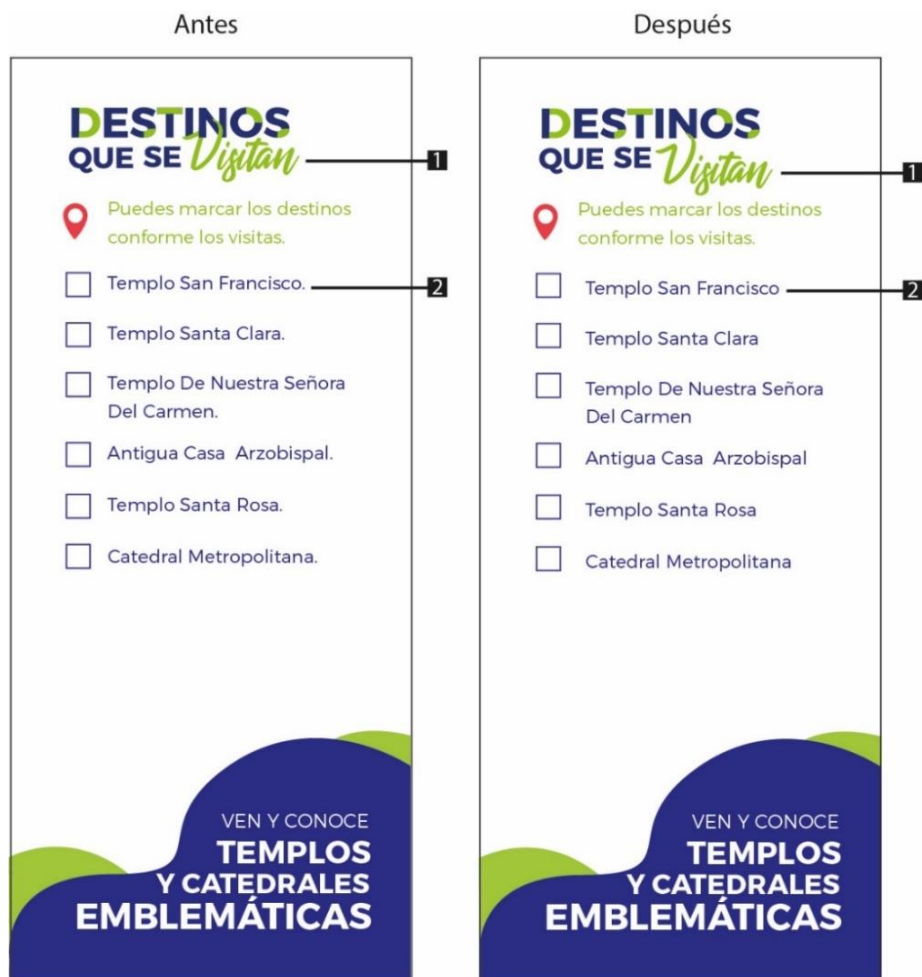 Antes
DESTINOS
QUE SE Visitan
1
Puedes marcar los destinos
conforme los visitas.
Templo San Francisco.
2
Templo Santa Clara.
Templo De Nuestra Señora
Del Carmen.
Antigua Casa Arzobispal.
Templo Santa Rosa.
Catedral Metropolitana.
VEN Y CONOCE
TEMPLOS
Y CATEDRALES
EMBLEMÁTICAS
Después
DESTINOS
QUE SE Visitan
1
Puedes marcar los destinos
conforme los visitas.
Templo San Francisco
2
Templo Santa Clara
Templo De Nuestra Señora
Del Carmen
Antigua Casa Arzobispal
Templo Santa Rosa
Catedral Metropolitana
VEN Y CONOCE
TEMPLOS
Y CATEDRALES
EMBLEMÁTICAS